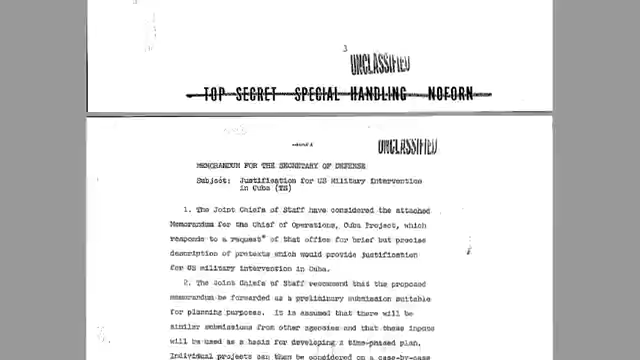 3
UNCLASSIFIED
TOP SECRET SPECIAL HANDLING NOFORN
UNCLASSIFIED
MEMORANDUM FOR THE SECRETARY OF DEFENSE
Subject: Justification for US Military Intervention
in Cuba (TS)
1. The Joint Chiefs of Staff have considered the attached
Memorandum for the Chief of Operations, Cuba Project, which
responds to a request* of that office for brief but precise
description of pretexts which would provide justification
for US military intervention in Cuba.
2. The Joint Chiefs of Staff recommend that the proposed
memorandum be forwarded as a preliminary submission suitable
for planning purposes. It is assumed that there will be
similar submissions from other agencies and that these inputs
will be used as a basis for developing a time-phased plan.
Individual projects can then be considered on a case-by-case